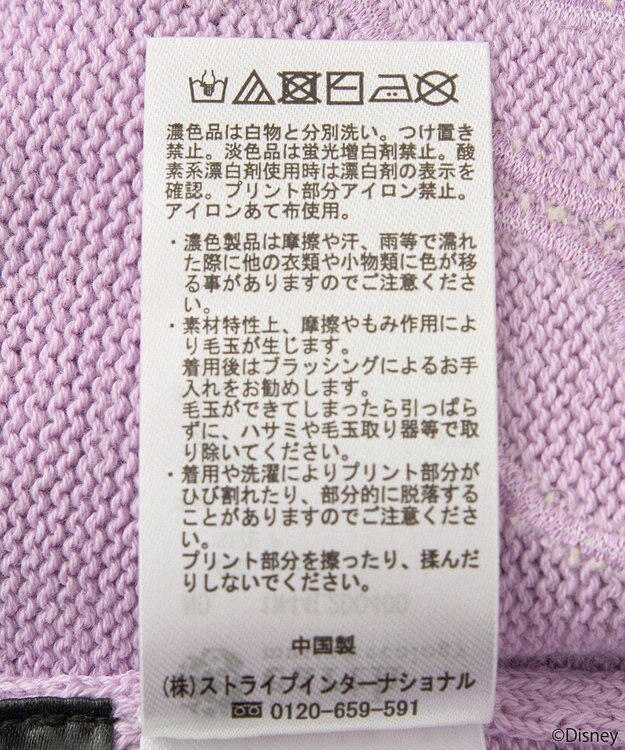 濃色品は白物と分別洗い。つけ置き
禁止。淡色品は蛍光増白剤禁止。酸
素系漂白剤使用時は漂白剤の表示を
確認。プリント部分アイロン禁止。
アイロンあて布使用。
・濃色製品は摩擦や汗、雨等で濡れ
た際に他の衣類や小物類に色が移
る事がありますのでご注意くださ
い。
・素材特性上、摩擦やもみ作用によ
り毛玉が生じます。
着用後はブラッシングによるお手
入れをお勧めします。
毛玉ができてしまったら引っぱら
ずに、ハサミや毛玉取り器等で取
り除いてください。
・着用や洗濯によりプリント部分が
ひび割れたり、部分的に脱落する
ことがありますのでご注意くださ
い。
プリント部分を擦ったり、揉んだ
りしないでください。
中国製
(株)ストライプインターナショナル
0120-659-591
©Disney